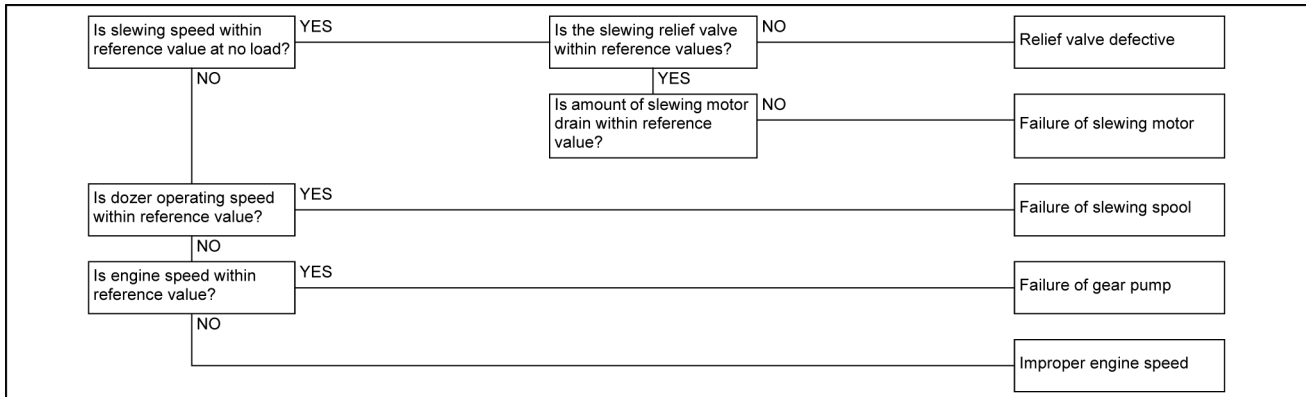 Is slewing speed within
reference value at no load?
YES
Is the slewing relief valve
within reference values?
NO
Relief valve defective
NO
YES
Is amount of slewing motor
drain within reference
value?
NO
Failure of slewing motor
Is dozer operating speed
within reference value?
YES
Failure of slewing spool
NO
Is engine speed within
reference value?
YES
Failure of gear pump
NO
Improper engine speed